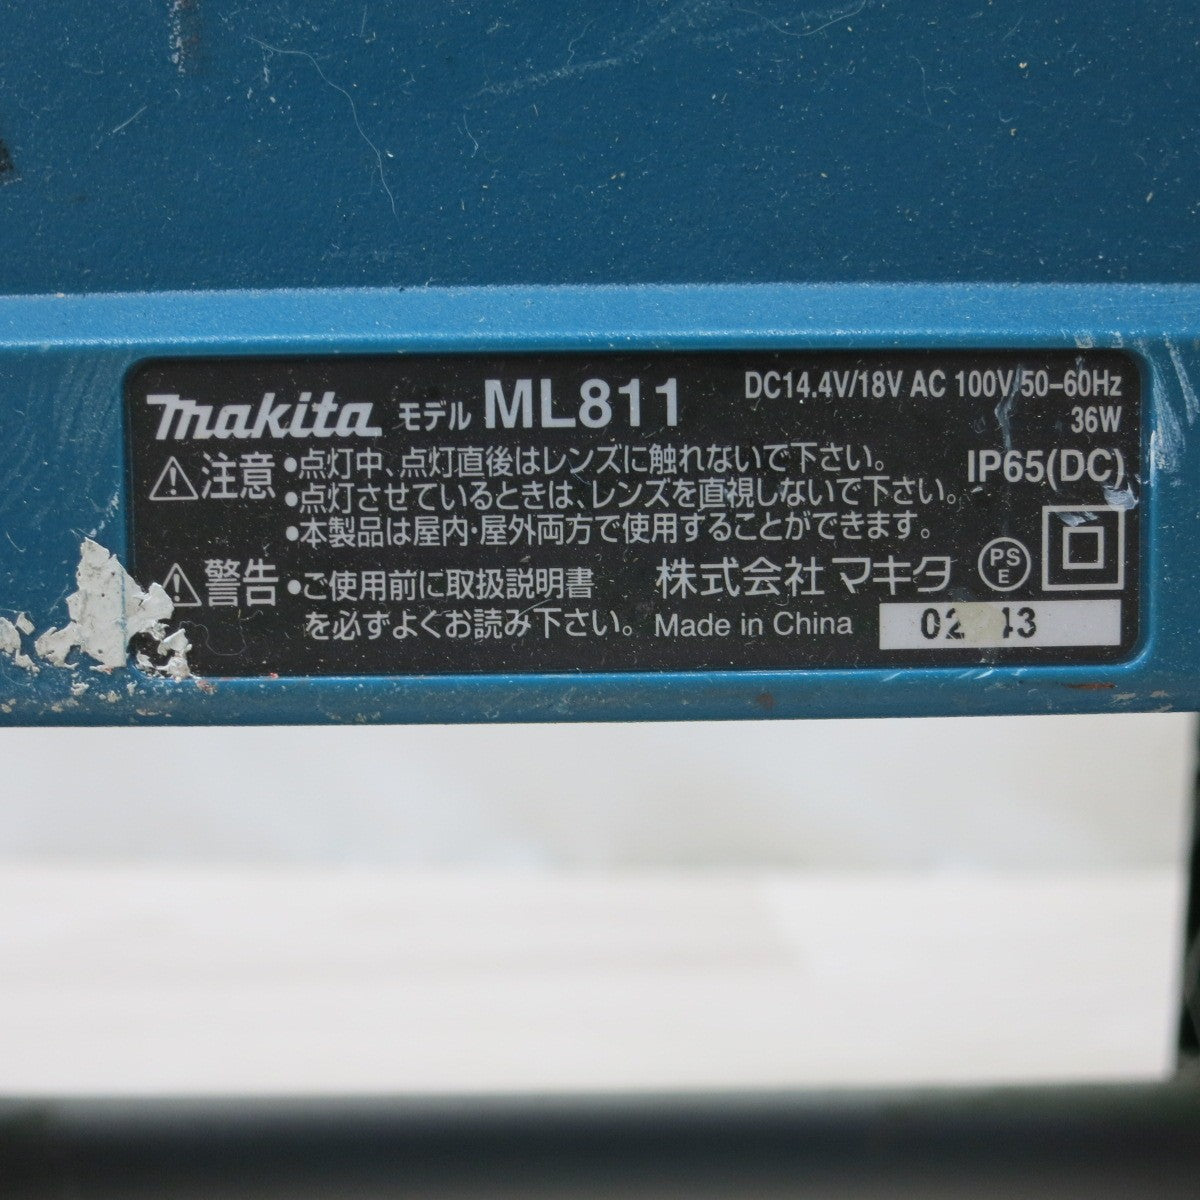 makita モデル ML811 DC14.4V/18V AC 100V 50-60Hz
36W
注意 •点灯中、点灯直後はレンズに触れないで下さい。 IP65(DC)
•点灯させているときは、レンズを直視しないで下さい。
•本製品は屋内・屋外両方で使用することができます。
警告 •ご使用前に取扱説明書 株式会社マキタ PS E
を必ずよくお読み下さい。 Made in China